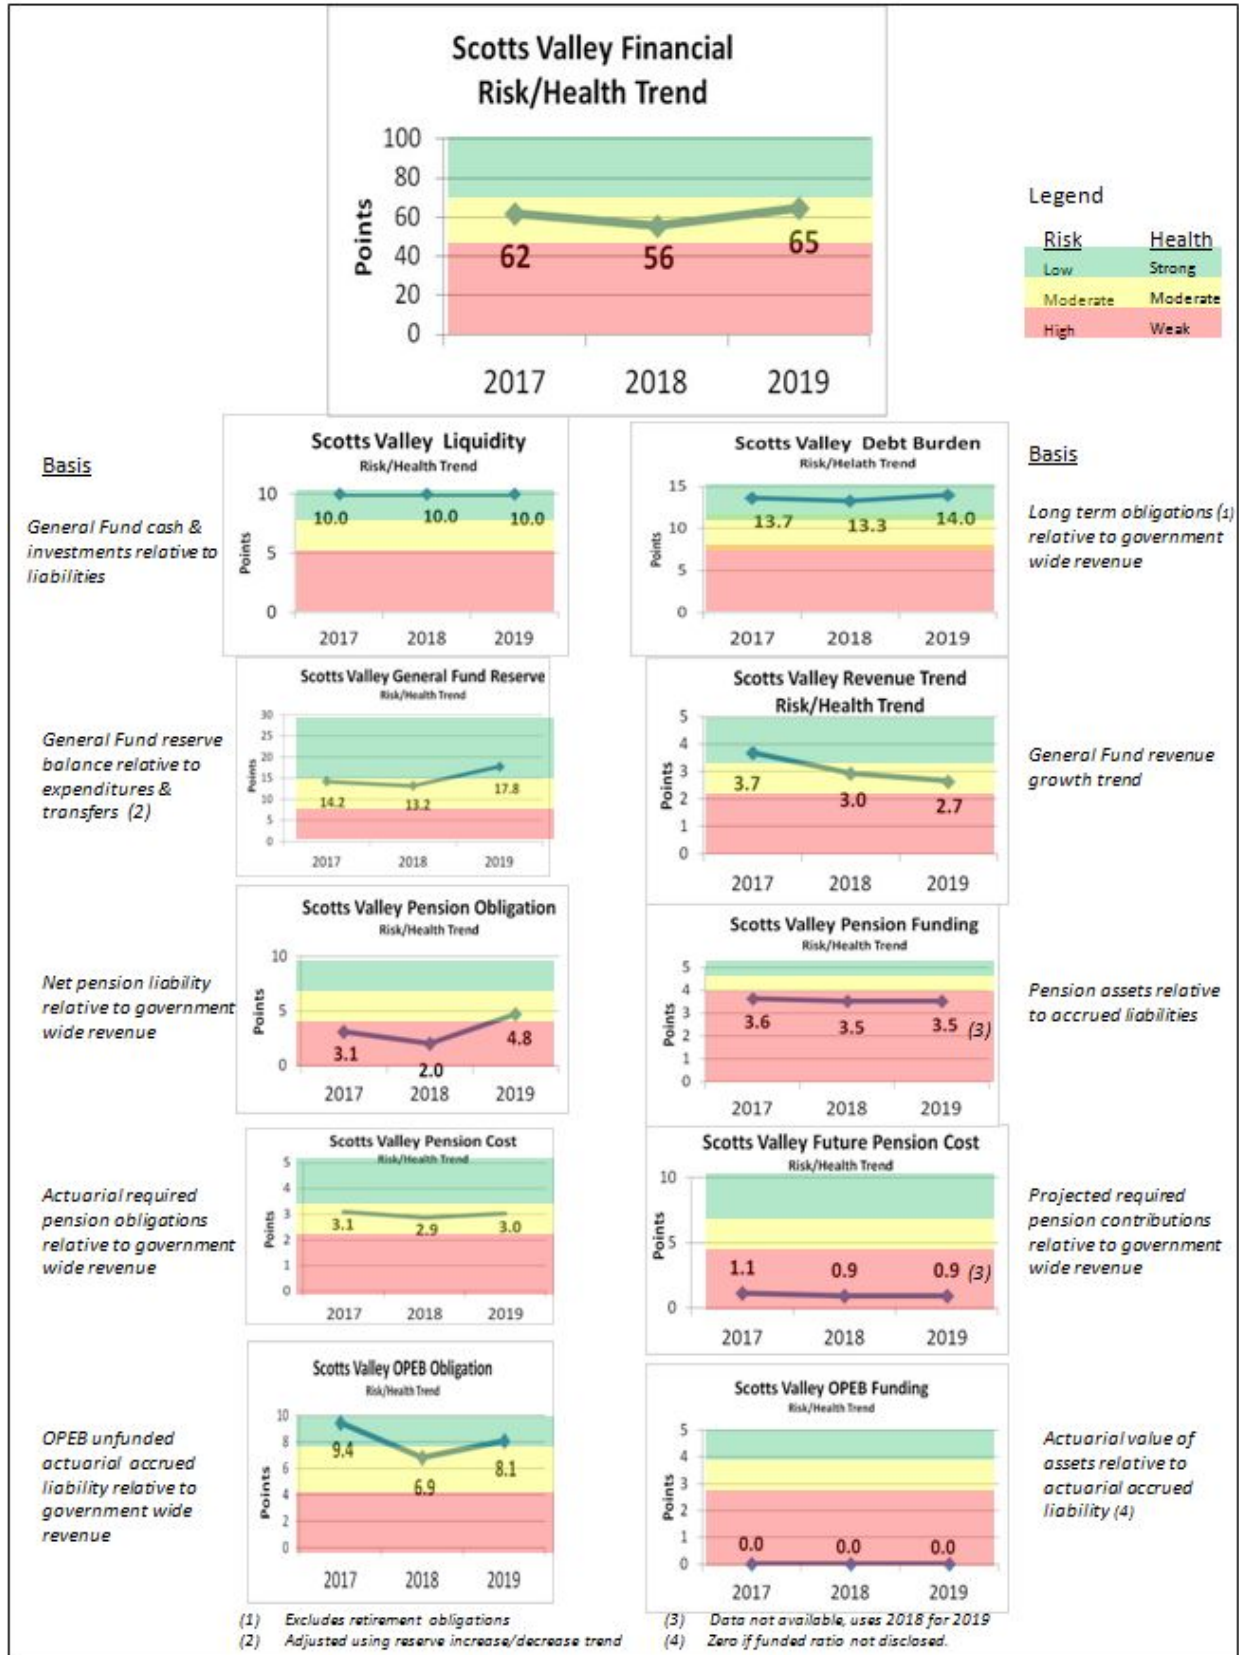 Scotts Valley Financial
Risk/Health Trend
100
80
60
40
20
0
Points
62
56
65
2017
2018
2019
Legend
Risk Health
Low Strong
Moderate Moderate
High Weak
Basis
General Fund cash &
investments relative to
liabilities
Scotts Valley Liquidity
Risk/Health Trend
10
5
0
Points
10.0
10.0
10.0
2017
2018
2019
Scotts Valley Debt Burden
Risk/Helath Trend
15
10
5
0
Points
13.7
13.3
14.0
2017
2018
2019
Basis
Long term obligations (1)
relative to government
wide revenue
General Fund reserve
balance relative to
expenditures &
transfers (2)
Scotts Valley General Fund Reserve
Risk/Health Trend
30
25
20
15
10
5
0
Points
14.2
13.2
17.8
2017
2018
2019
Scotts Valley Revenue Trend
Risk/Health Trend
5
4
3
2
1
0
Points
3.7
3.0
2.7
2017
2018
2019
General Fund revenue
growth trend
Net pension liability
relative to government
wide revenue
Scotts Valley Pension Obligation
Risk/Health Trend
10
5
0
Points
3.1
2.0
4.8
2017
2018
2019
Scotts Valley Pension Funding
Risk/Health Trend
5
4
3
2
1
0
Points
3.6
3.5
3.5 (3)
2017
2018
2019
Pension assets relative
to accrued liabilities
Actuarial required
pension obligations
relative to government
wide revenue
Scotts Valley Pension Cost
Risk/Health Trend
5
4
3
2
1
0
Points
3.1
2.9
3.0
2017
2018
2019
Scotts Valley Future Pension Cost
Risk/Health Trend
10
5
0
Points
1.1
0.9
0.9 (3)
2017
2018
2019
Projected required
pension contributions
relative to government
wide revenue
OPEB unfunded
actuarial accrued
liability relative to
government wide
revenue
Scotts Valley OPEB Obligation
Risk/Health Trend
10
8
6
4
2
0
Points
9.4
6.9
8.1
2017
2018
2019
Scotts Valley OPEB Funding
Risk/Health Trend
5
4
3
2
1
0
Points
0.0
0.0
0.0
2017
2018
2019
Actuarial value of
assets relative to
actuarial accrued
liability (4)
(1) Excludes retirement obligations
(2) Adjusted using reserve increase/decrease trend
(3) Data not available, uses 2018 for 2019
(4) Zero if funded ratio not disclosed.